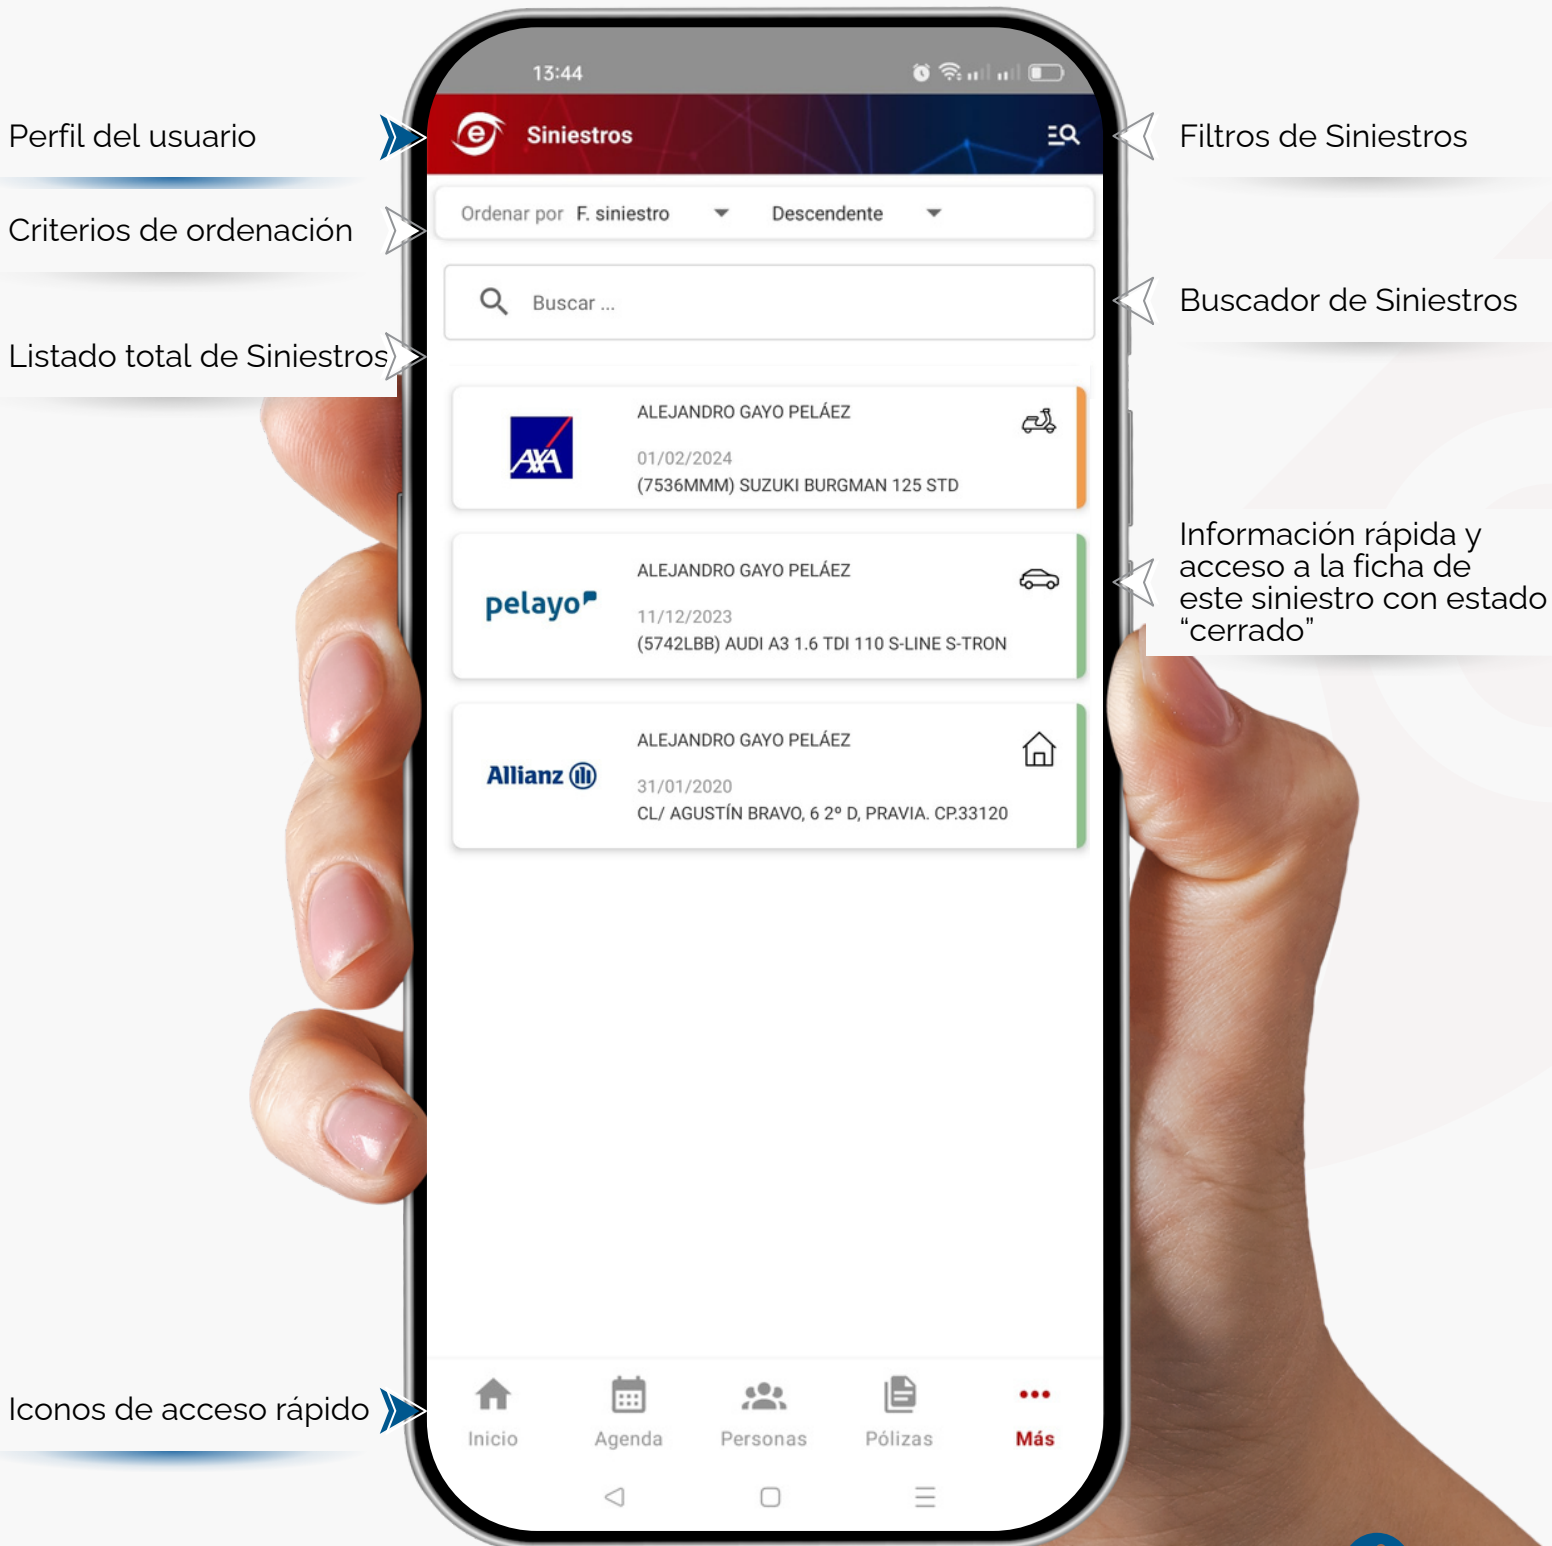 13:44
e
Siniestros
Perfil del usuario
Filtros de Siniestros
Ordenar por F. siniestro Descendente
Criterios de ordenación
Buscar ...
Buscador de Siniestros
Listado total de Siniestros
AXA
ALEJANDRO GAYO PELÁEZ
01/02/2024
(7536MMM) SUZUKI BURGMAN 125 STD
pelayo
ALEJANDRO GAYO PELÁEZ
11/12/2023
(5742LBB) AUDI A3 1.6 TDI 110 S-LINE S-TRON
Información rápida y
acceso a la ficha de
este siniestro con estado
“cerrado”
Allianz
ALEJANDRO GAYO PELÁEZ
31/01/2020
CL/ AGUSTÍN BRAVO, 6 2º D, PRAVIA. CP.33120
Iconos de acceso rápido
Inicio Agenda Personas Pólizas Más